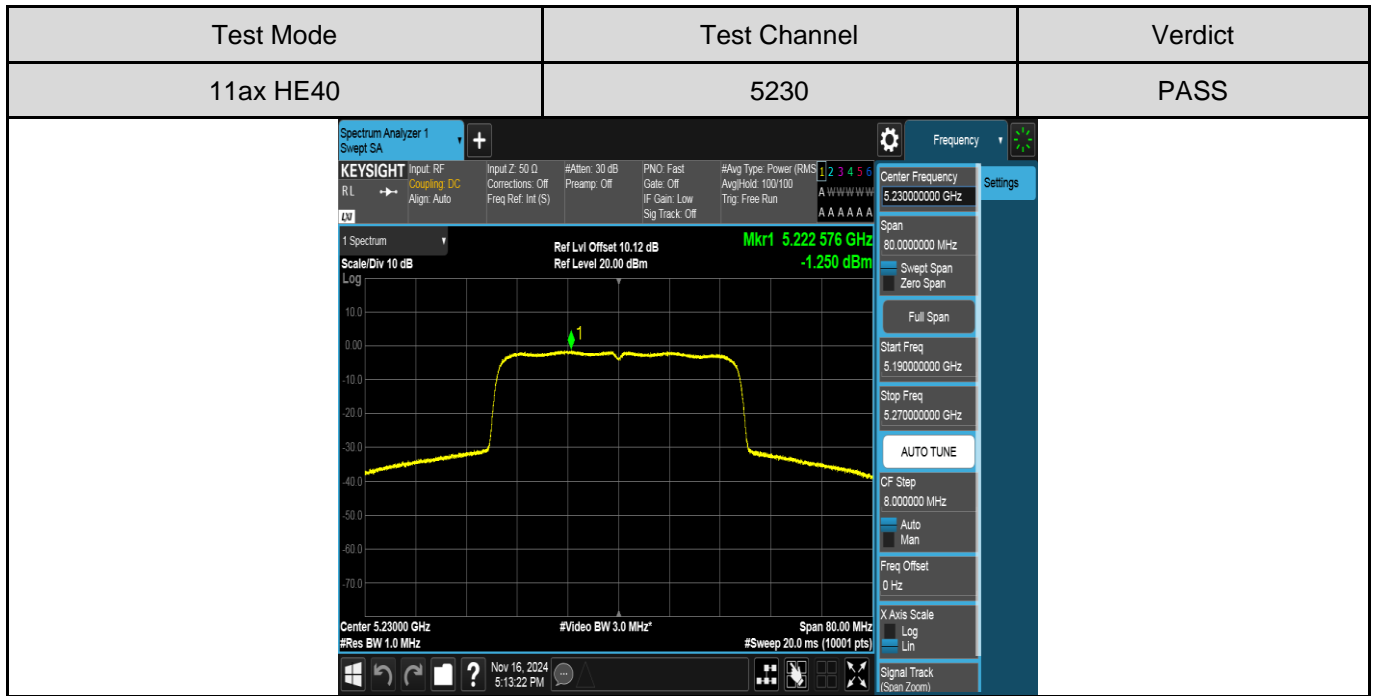 Test Mode Test Channel Verdict
11ax HE40 5230 PASS
Spectrum Analyzer 1
Swept SA
+
Frequency
KEYSIGHT
RL
LXI
Input: RF
Coupling: DC
Align: Auto
Input Z: 50 Ω
Corrections: Off
Freq Ref: Int (S)
#Atten: 30 dB
Preamp: Off
PNO: Fast
Gate: Off
IF Gain: Low
Sig Track: Off
#Avg Type: Power (RMS
Avg|Hold: 100/100
Trig: Free Run
1 2 3 4 5 6
A W W W W W
A A A A A A
1 Spectrum
Scale/Div 10 dB
Log
Ref Lvl Offset 10.12 dB
Ref Level 20.00 dBm
Mkr1 5.222 576 GHz
-1.250 dBm
10.0
0.00
-10.0
-20.0
-30.0
-40.0
-50.0
-60.0
-70.0
1
Center 5.23000 GHz
#Res BW 1.0 MHz
#Video BW 3.0 MHz*
Span 80.00 MHz
#Sweep 20.0 ms (10001 pts)
?
Nov 16, 2024
5:13:22 PM
Center Frequency
5.230000000 GHz
Settings
Span
80.0000000 MHz
Swept Span
Zero Span
Full Span
Start Freq
5.190000000 GHz
Stop Freq
5.270000000 GHz
AUTO TUNE
CF Step
8.000000 MHz
Auto
Man
Freq Offset
0 Hz
X Axis Scale
Log
Lin
Signal Track
(Span Zoom)